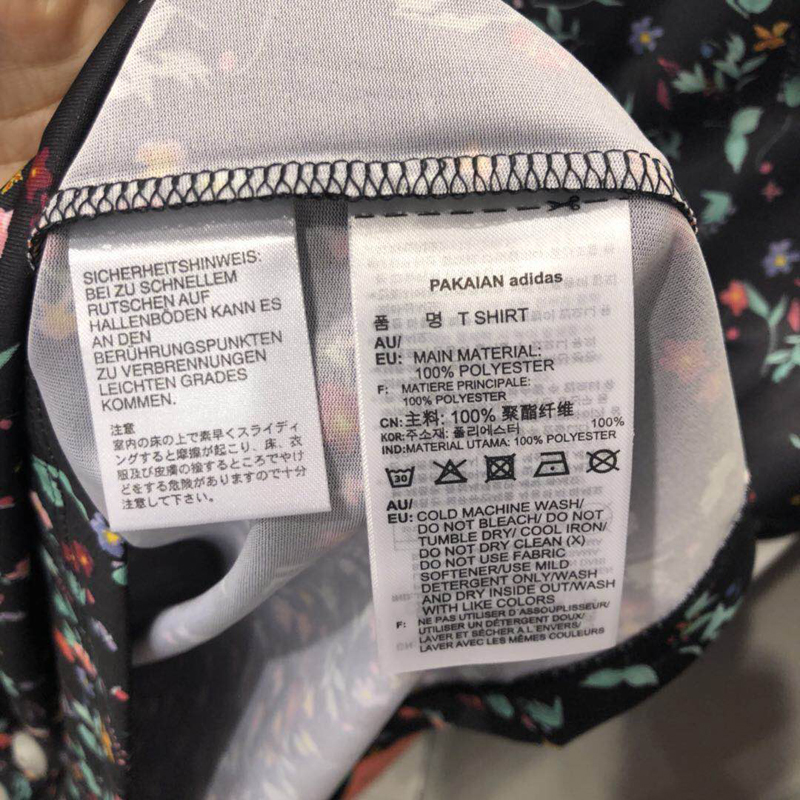 SICHERHEITSHINWEIS:
BEI ZU SCHNELLEM
RUTSCHEN AUF
HALLENBÖDEN KANN ES
AN DEN
BERÜHRUNGSPUNKTEN
ZU VERBRENNUNGEN
LEICHTEN GRADES
KOMMEN.
注意
室内の床の上で素早くスライディ
ングすると摩擦が起こり、床、衣
服及び皮膚の接するところでやけ
どをする危険がありますので十分
注意して下さい。
PAKAIAN adidas
품 명 T SHIRT
AU/
EU: MAIN MATERIAL:
100% POLYESTER
F: MATIERE PRINCIPALE:
100% POLYESTER
CN: 主料: 100% 聚酯纤维
KOR: 주소재: 폴리에스터 100%
IND:MATERIAL UTAMA: 100% POLYESTER
30
AU/
EU: COLD MACHINE WASH/
DO NOT BLEACH/ DO NOT
TUMBLE DRY/ COOL IRON/
DO NOT DRY CLEAN (X)
DO NOT USE FABRIC
SOFTENER/USE MILD
DETERGENT ONLY/WASH
AND DRY INSIDE OUT/WASH
WITH LIKE COLORS
F: NE PAS UTILISER D'ASSOUPLISSEUR/
UTILISER UN DÉTERGENT DOUX/
LAVER ET SÉCHER À L'ENVERS/
LAVER AVEC LES MÊMES COULEURS